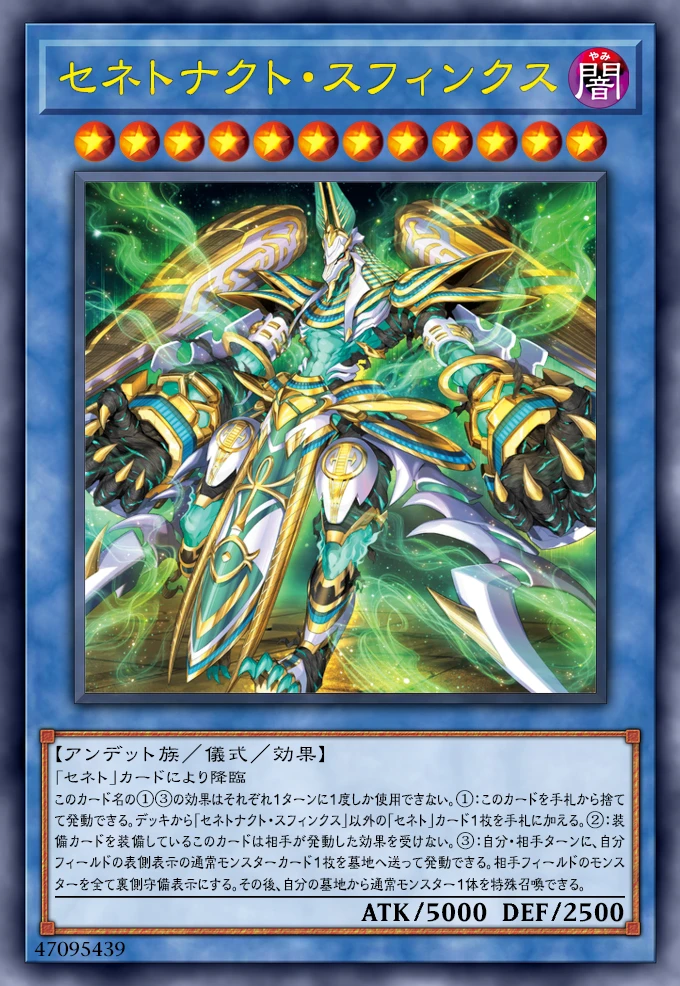 セネトナクト・スフィンクス
やみ
闇
【アンデット族／儀式／効果】
「セネト」カードにより降臨
このカード名の①③の効果はそれぞれ1ターンに1度しか使用できない。①：このカードを手札から捨て
て発動できる。デッキから「セネトナクト・スフィンクス」以外の「セネト」カード1枚を手札に加える。②：装
備カードを装備しているこのカードは相手が発動した効果を受けない。③：自分・相手ターンに、自分
フィールドの表側表示の通常モンスターカード1枚を墓地へ送って発動できる。相手フィールドのモンス
ターを全て裏側守備表示にする。その後、自分の墓地から通常モンスター1体を特殊召喚できる。
ATK/5000 DEF/2500
47095439